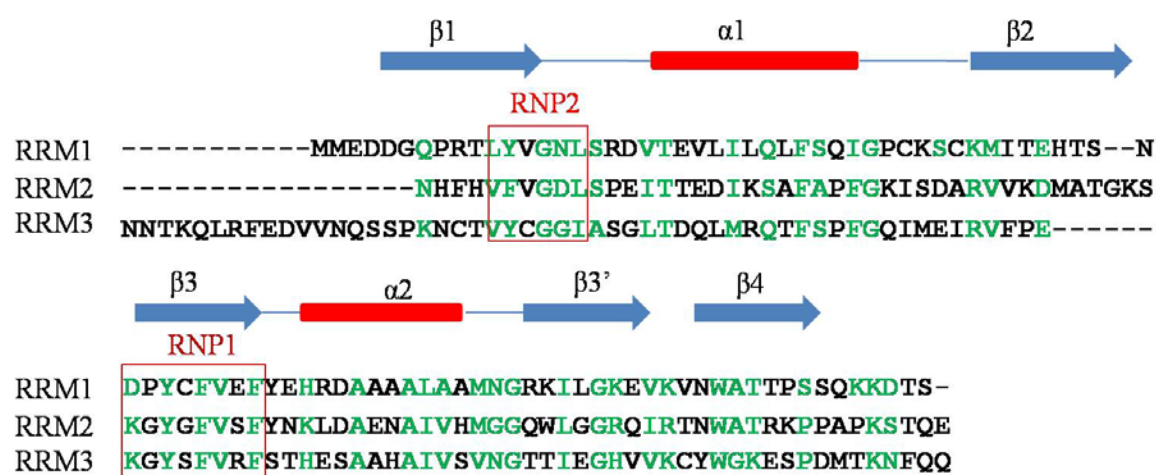 β1 α1 β2
RNP2
RRM1 -----------MMEDDGQPRTLYVGNLSRDVTEVLILQLFSQIGPCKSCKMITEHTS--N
RRM2 -----------------NHFHVFVGDLSPEITTEDIKSAFAPFGKISDARVVKDMATGKS
RRM3 NNTKQLRFEDVVNQSSPKNCTVYCGGIASGLTDQLMRQTFSPFGQIMEIRVFPE------
β3 α2 β3’ β4
RNP1
RRM1 DPYCFVEFYEHRDAAAALAAMNGRKILGKEVKVNWATTPSSQKKDTS-
RRM2 KGYGFVSFYNKLDAENAIVHMGGQWLGGRQIRTNWATRKPPAPKSTQE
RRM3 KGYSFVRFSTHESAAHAIVSVNGTTIEGHVVKCYWGKESPDMTKNFQQ